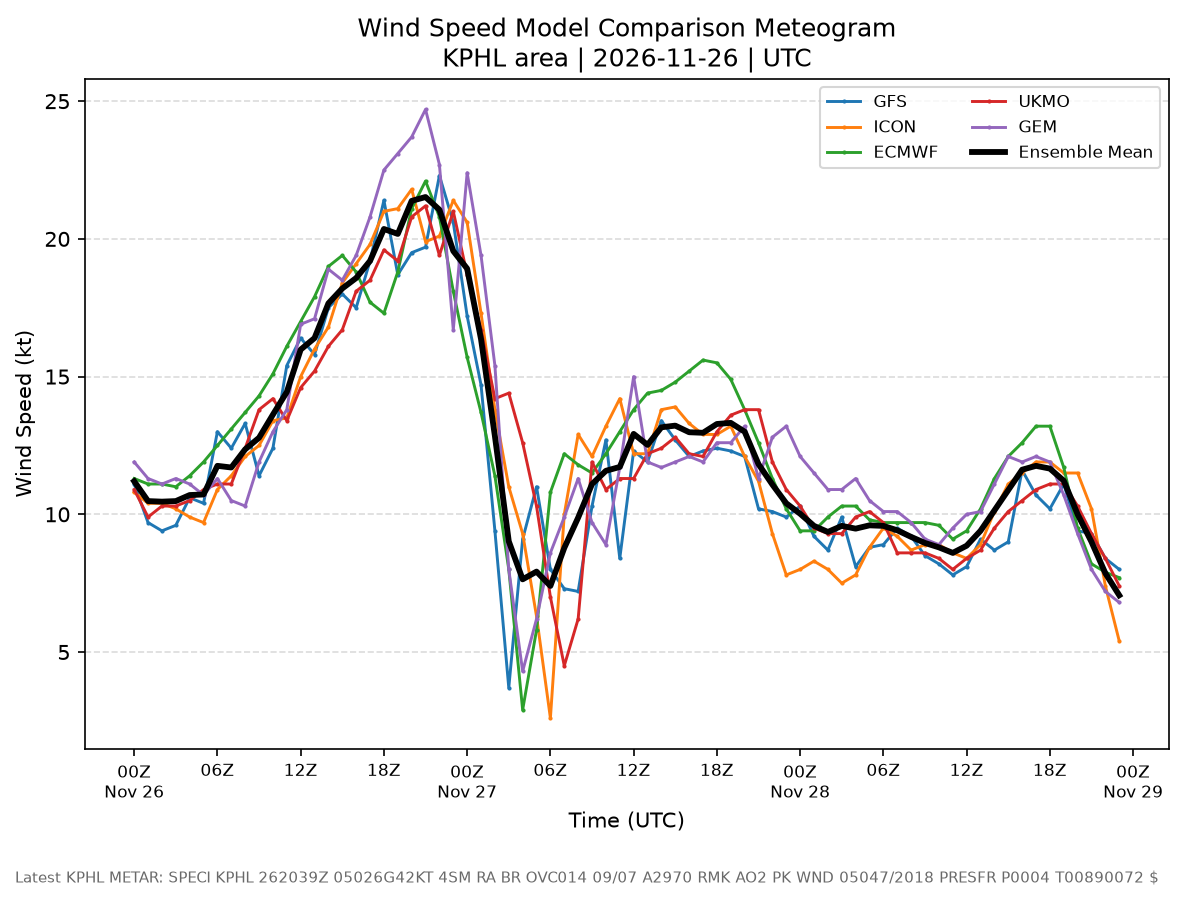 Wind Speed Model Comparison Meteogram
KPHL area | 2026-11-26 | UTC
GFS
ICON
ECMWF
UKMO
GEM
Ensemble Mean
Wind Speed (kt)
25
20
15
10
5
00Z 06Z 12Z 18Z 00Z 06Z 12Z 18Z 00Z 06Z 12Z 18Z 00Z
Nov 26 Nov 27 Nov 28 Nov 29
Time (UTC)
Latest KPHL METAR: SPECI KPHL 262039Z 05026G42KT 4SM RA BR OVC014 09/07 A2970 RMK AO2 PK WND 05047/2018 PRESFR P0004 T00890072 $